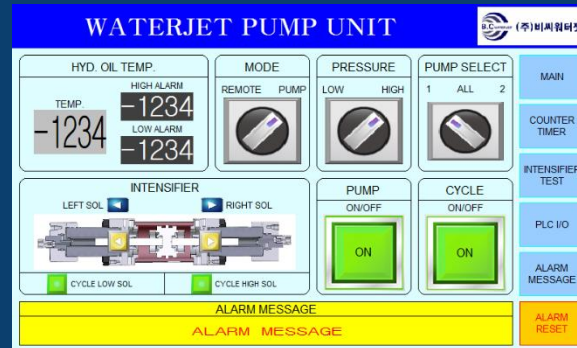 WATERJET PUMP UNIT
(주)비씨워터젯
HYD. OIL TEMP.
TEMP.
-1234
HIGH ALARM
-1234
LOW ALARM
-1234
MODE
REMOTE PUMP
PRESSURE
LOW HIGH
PUMP SELECT
1 ALL 2
INTENSIFIER
LEFT SOL
RIGHT SOL
CYCLE LOW SOL
CYCLE HIGH SOL
PUMP
ON/OFF
ON
CYCLE
ON/OFF
ON
ALARM MESSAGE
ALARM MESSAGE
MAIN
COUNTER
TIMER
INTENSIFIER
TEST
PLC I/O
ALARM
MESSAGE
ALARM
RESET